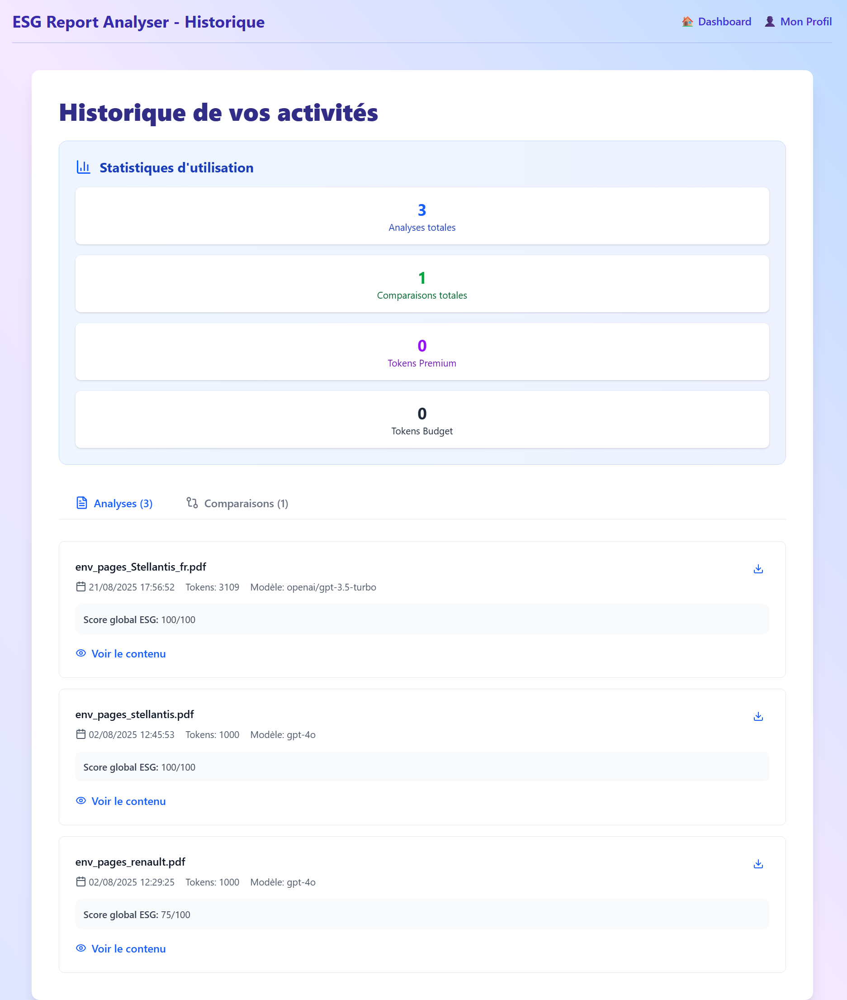 ESG Report Analyser - Historique
Dashboard Mon Profil
Historique de vos activités
Statistiques d'utilisation
3
Analyses totales
1
Comparaisons totales
0
Tokens Premium
0
Tokens Budget
Analyses (3) Comparaisons (1)
env_pages_Stellantis_fr.pdf
21/08/2025 17:56:52 Tokens: 3109 Modèle: openai/gpt-3.5-turbo
Score global ESG: 100/100
Voir le contenu
env_pages_stellantis.pdf
02/08/2025 12:45:53 Tokens: 1000 Modèle: gpt-4o
Score global ESG: 100/100
Voir le contenu
env_pages_renault.pdf
02/08/2025 12:29:25 Tokens: 1000 Modèle: gpt-4o
Score global ESG: 75/100
Voir le contenu